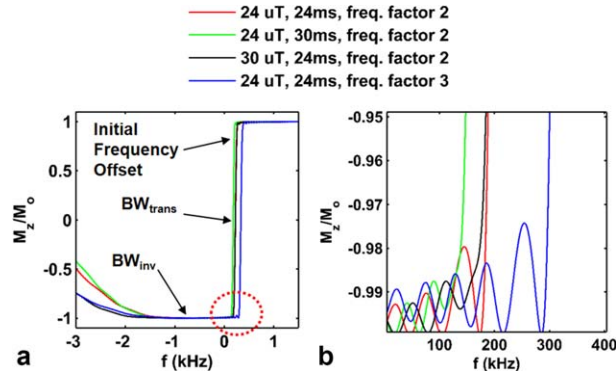 24 uT, 24ms, freq. factor 2
24 uT, 30ms, freq. factor 2
30 uT, 24ms, freq. factor 2
24 uT, 24ms, freq. factor 3
1
0.5
0
-0.5
-1
Mz/Mo
Initial
Frequency
Offset
BWtrans
BWinv
-3 -2 -1 0 1
f (kHz)
a
-0.95
-0.96
-0.97
-0.98
-0.99
Mz/Mo
100 200 300 400
f (kHz)
b